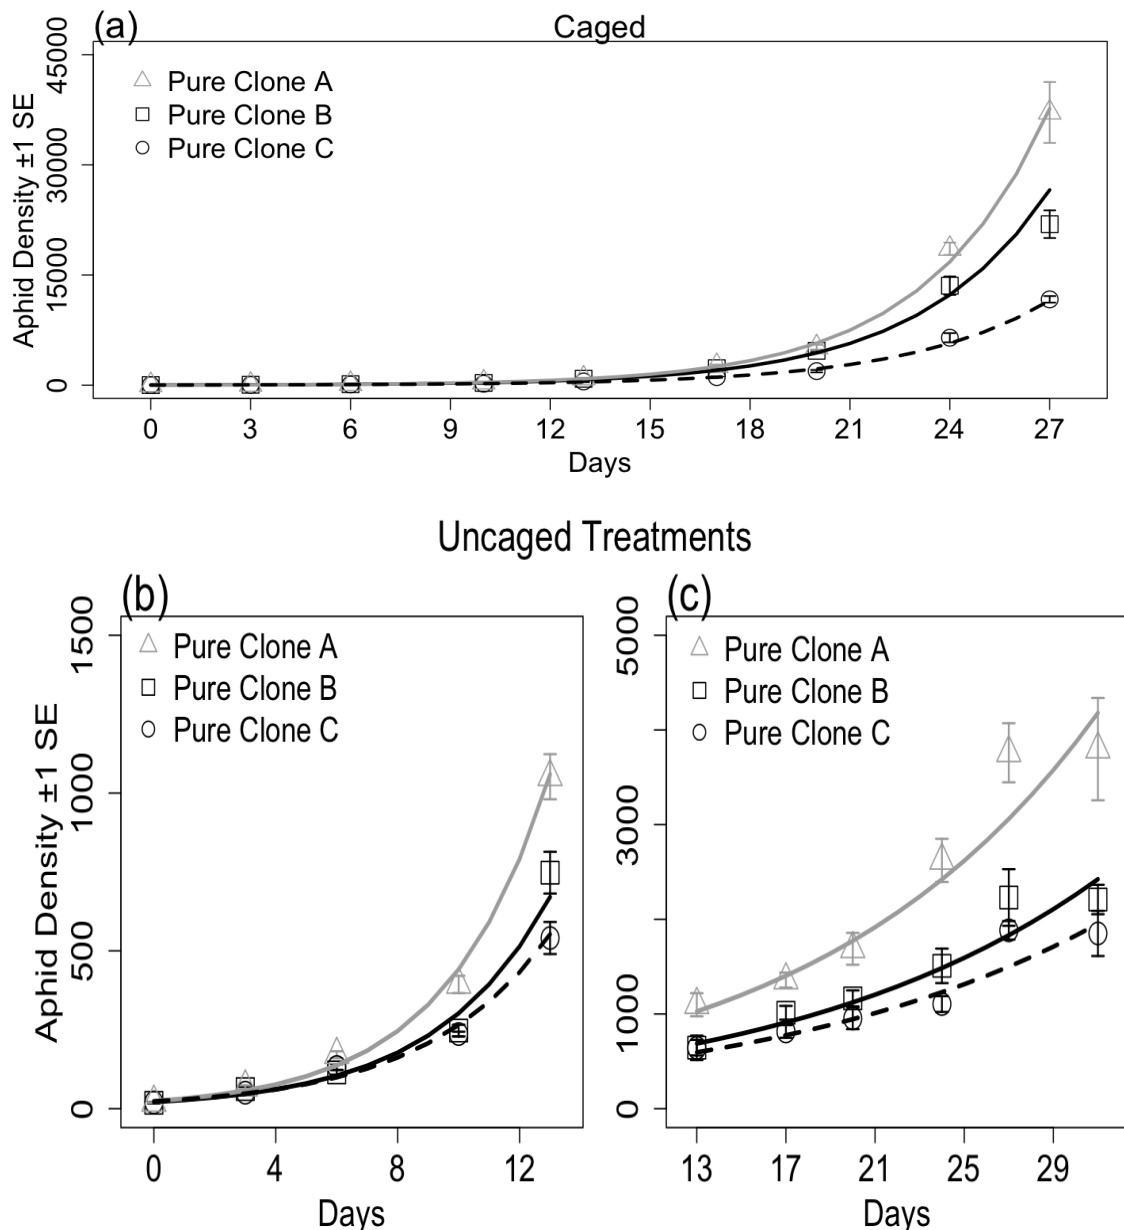 (a)
Caged
Aphid Density ±1 SE
45000
30000
15000
0
Pure Clone A
Pure Clone B
Pure Clone C
0 3 6 9 12 15 18 21 24 27
Days
Uncaged Treatments
(b)
Aphid Density ±1 SE
1500
1000
500
0
Pure Clone A
Pure Clone B
Pure Clone C
0 4 8 12
Days
(c)
5000
3000
1000
0
Pure Clone A
Pure Clone B
Pure Clone C
13 17 21 25 29
Days